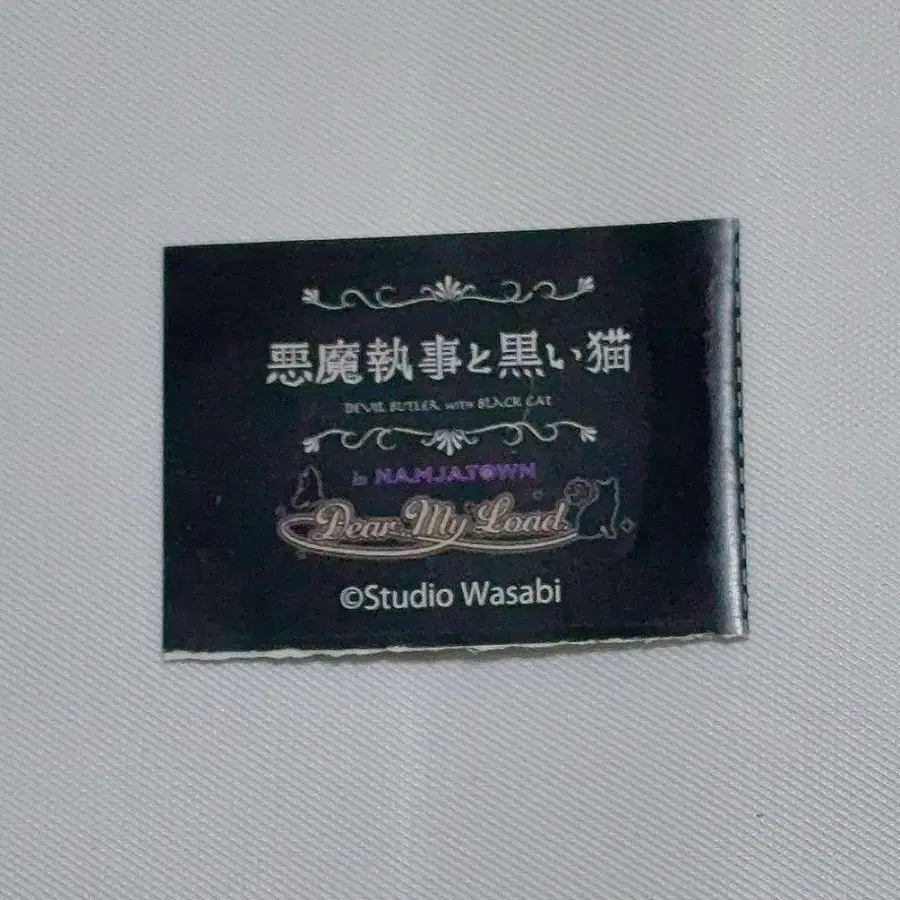 悪魔執事と黒い猫
DEVIL BUTLER WITH BLACK CAT
in NAMJATOWN
Dear My Load
©Studio Wasabi